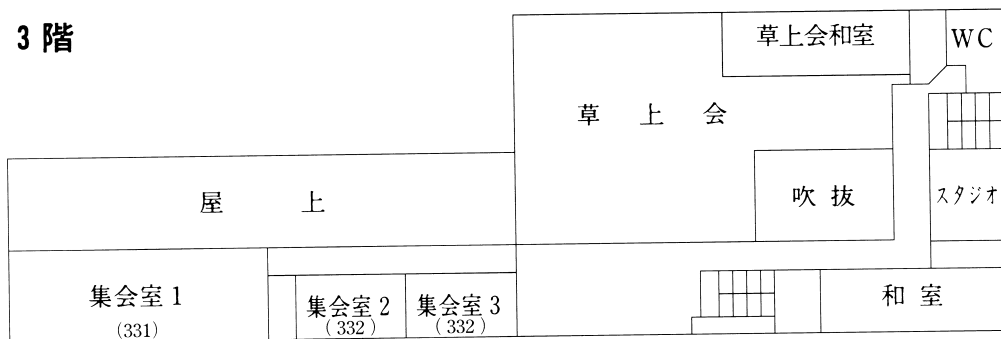 3階
草上会和室
WC
草上会
屋上
吹抜
スタジオ
集会室1
(331)
集会室2
(332)
集会室3
(332)
和室